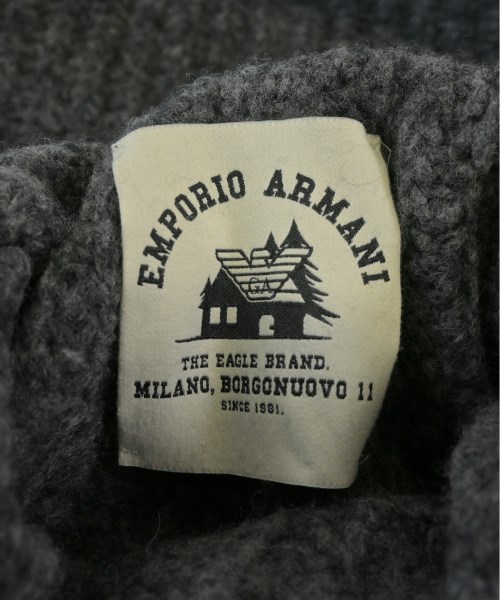 EMPORIO ARMANI
GA
THE EAGLE BRAND.
MILANO, BORGONUOVO 11
SINCE 1981.